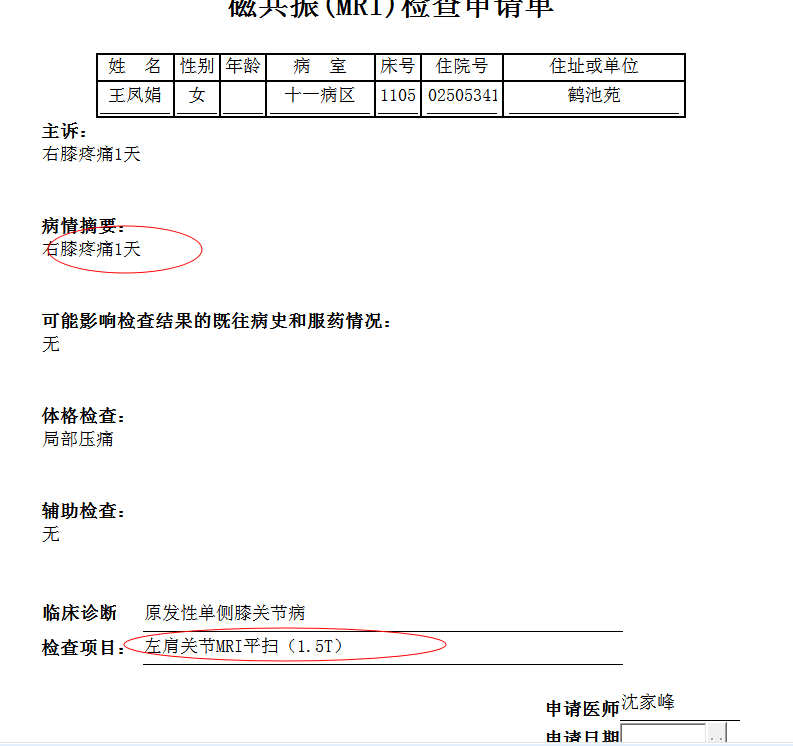 磁共振(MRI)检查申请单
姓 名 性别 年龄 病 室 床号 住院号 住址或单位
王凤娟 女 十一病区 1105 02505341 鹤池苑
主诉:
右膝疼痛1天
病情摘要:
右膝疼痛1天
可能影响检查结果的既往病史和服药情况:
无
体格检查:
局部压痛
辅助检查:
无
临床诊断 原发性单侧膝关节病
检查项目: 左肩关节MRI平扫（1.5T）
申请医师 沈家峰
申请日期